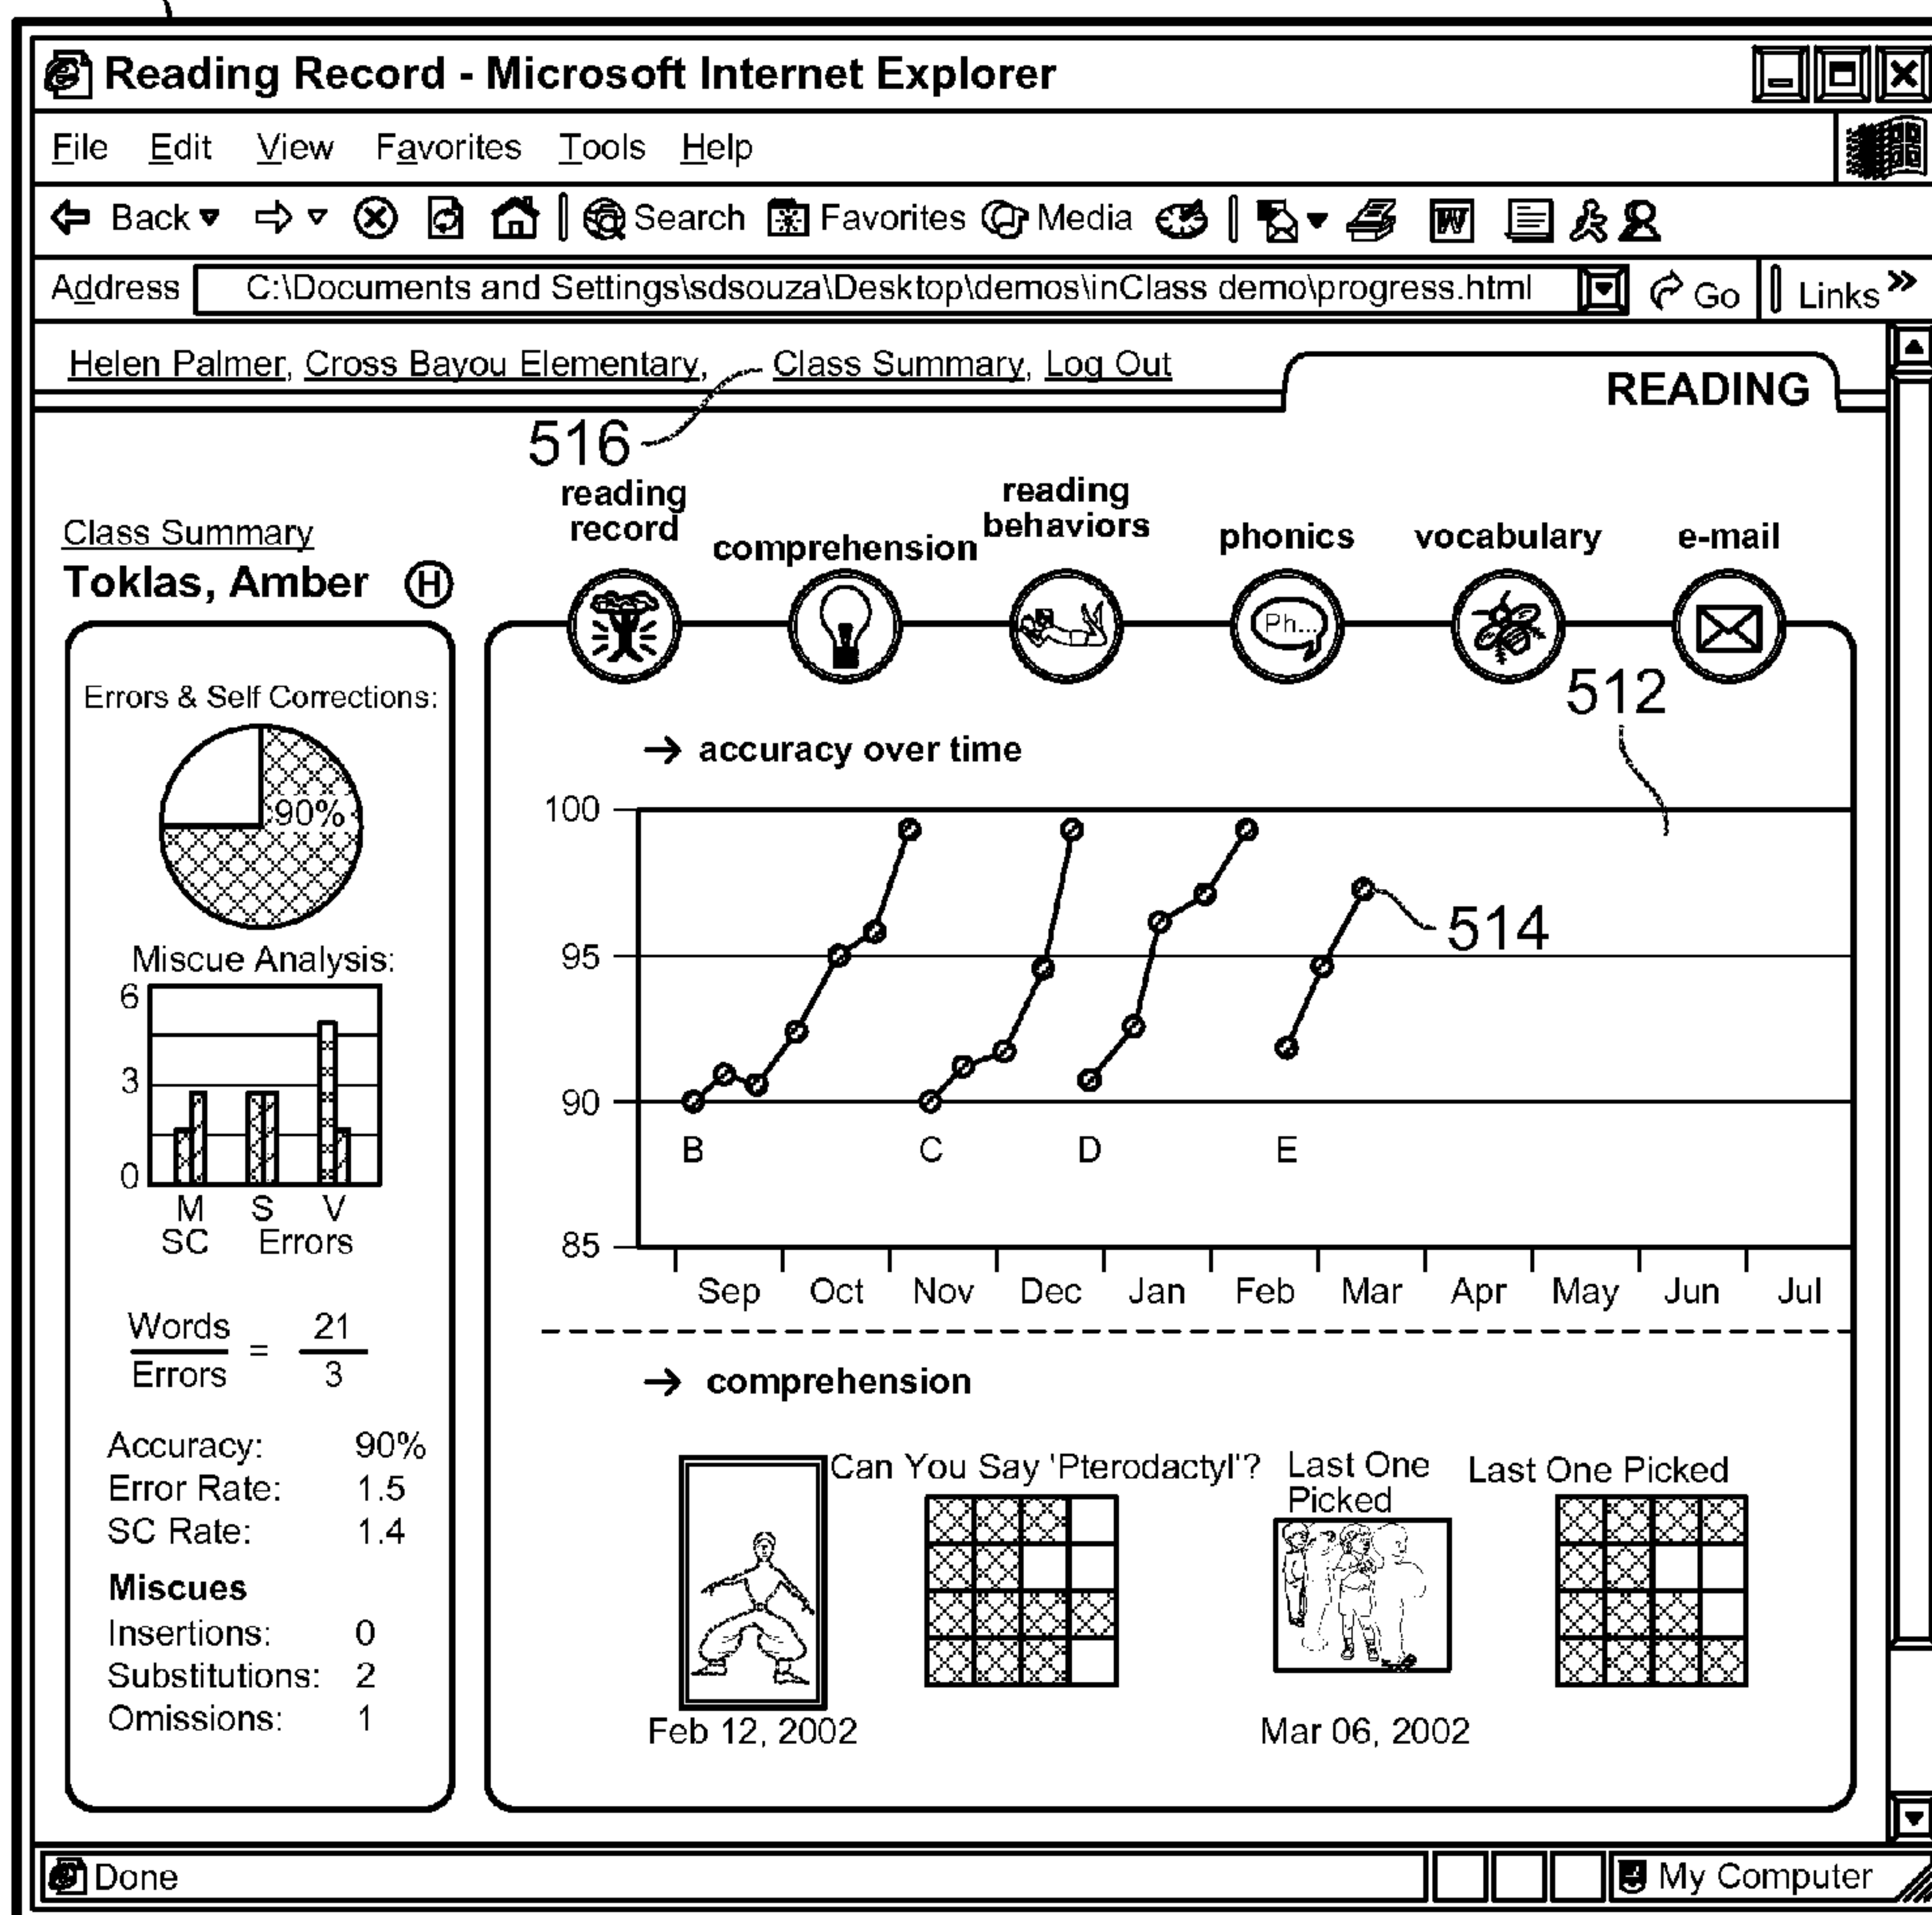 Reading Record - Microsoft Internet Explorer
File Edit View Favorites Tools Help
Back Search Favorites Media W
Address C:\Documents and Settings\sdsouza\Desktop\demos\inClass demo\progress.html Go Links »
Helen Palmer, Cross Bayou Elementary, Class Summary, Log Out
READING
516
reading record
comprehension
reading behaviors
phonics
vocabulary
e-mail
Class Summary
Toklas, Amber H
Ph...
512
Errors & Self Corrections:
90%
Miscue Analysis:
6
3
0
M S V
SC Errors
Words 21
= 
Errors 3
Accuracy: 90%
Error Rate: 1.5
SC Rate: 1.4
Miscues
Insertions: 0
Substitutions: 2
Omissions: 1
→ accuracy over time
100
95
90
85
514
B C D E
Sep Oct Nov Dec Jan Feb Mar Apr May Jun Jul
→ comprehension
Can You Say 'Pterodactyl'?
Last One
Picked
Last One Picked
Feb 12, 2002
Mar 06, 2002
Done
My Computer